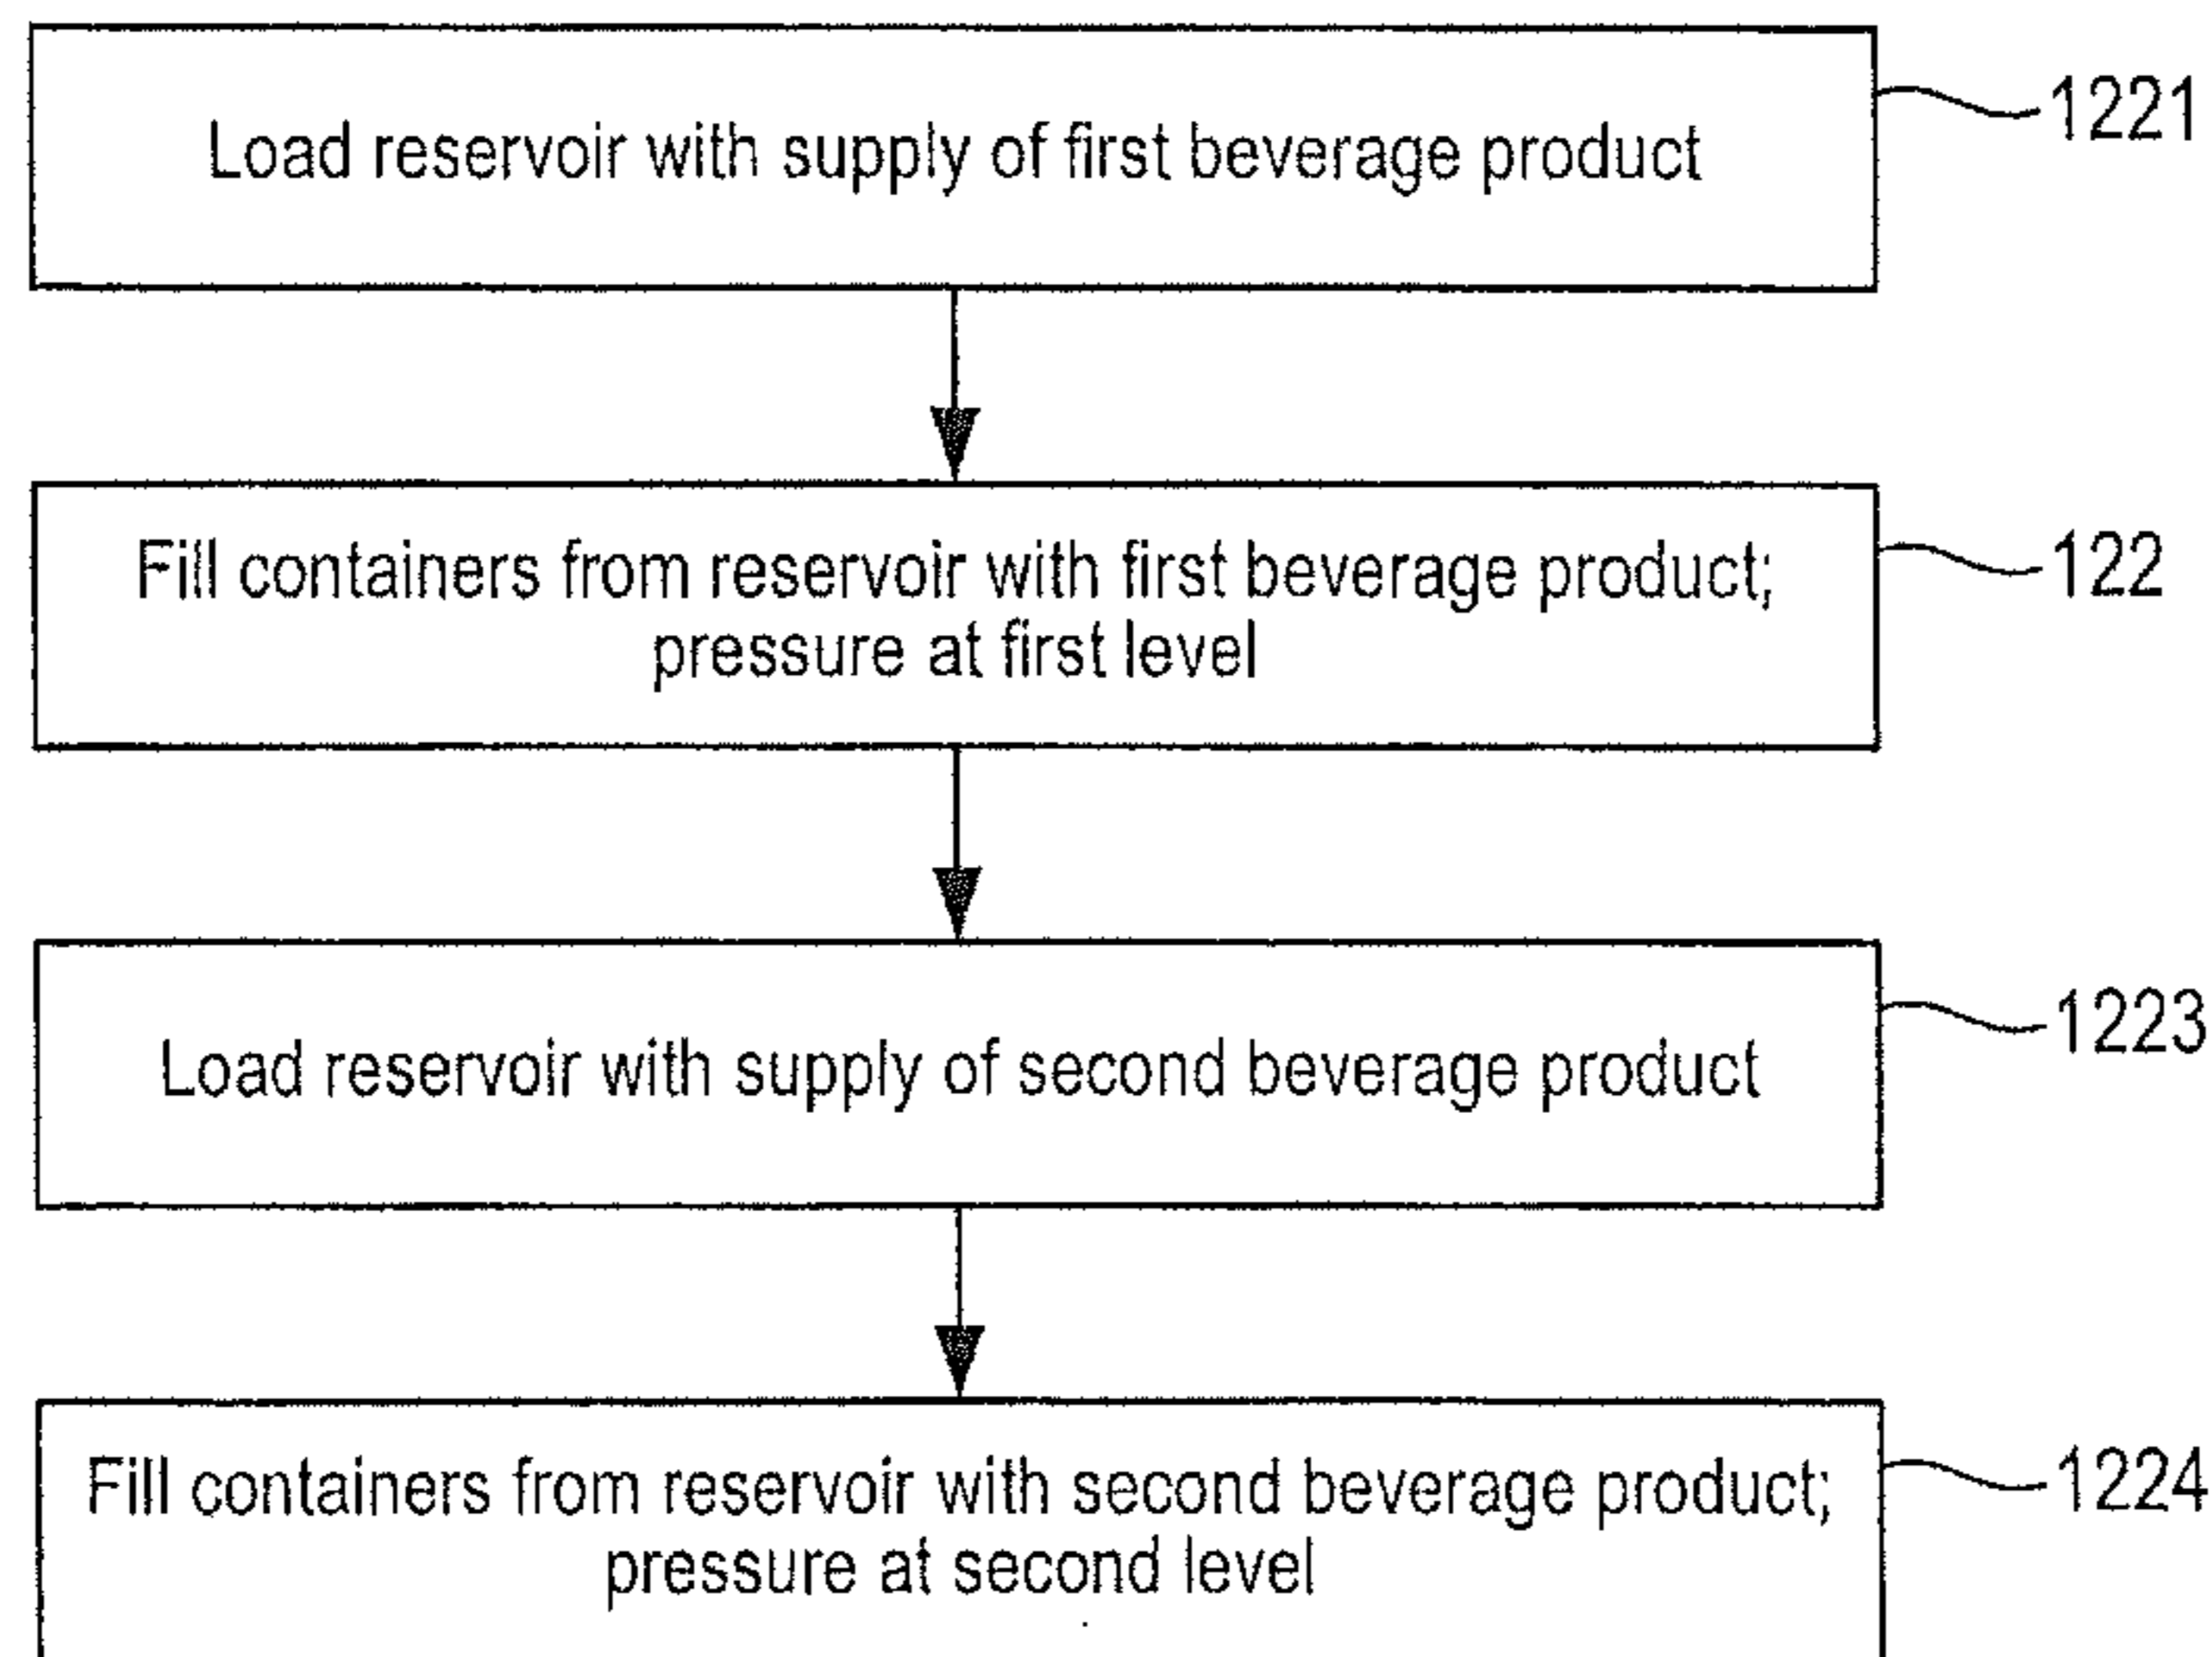 Load reservoir with supply of first beverage product
1221
Fill containers from reservoir with first beverage product;
pressure at first level
122
Load reservoir with supply of second beverage product
1223
Fill containers from reservoir with second beverage product;
pressure at second level
1224